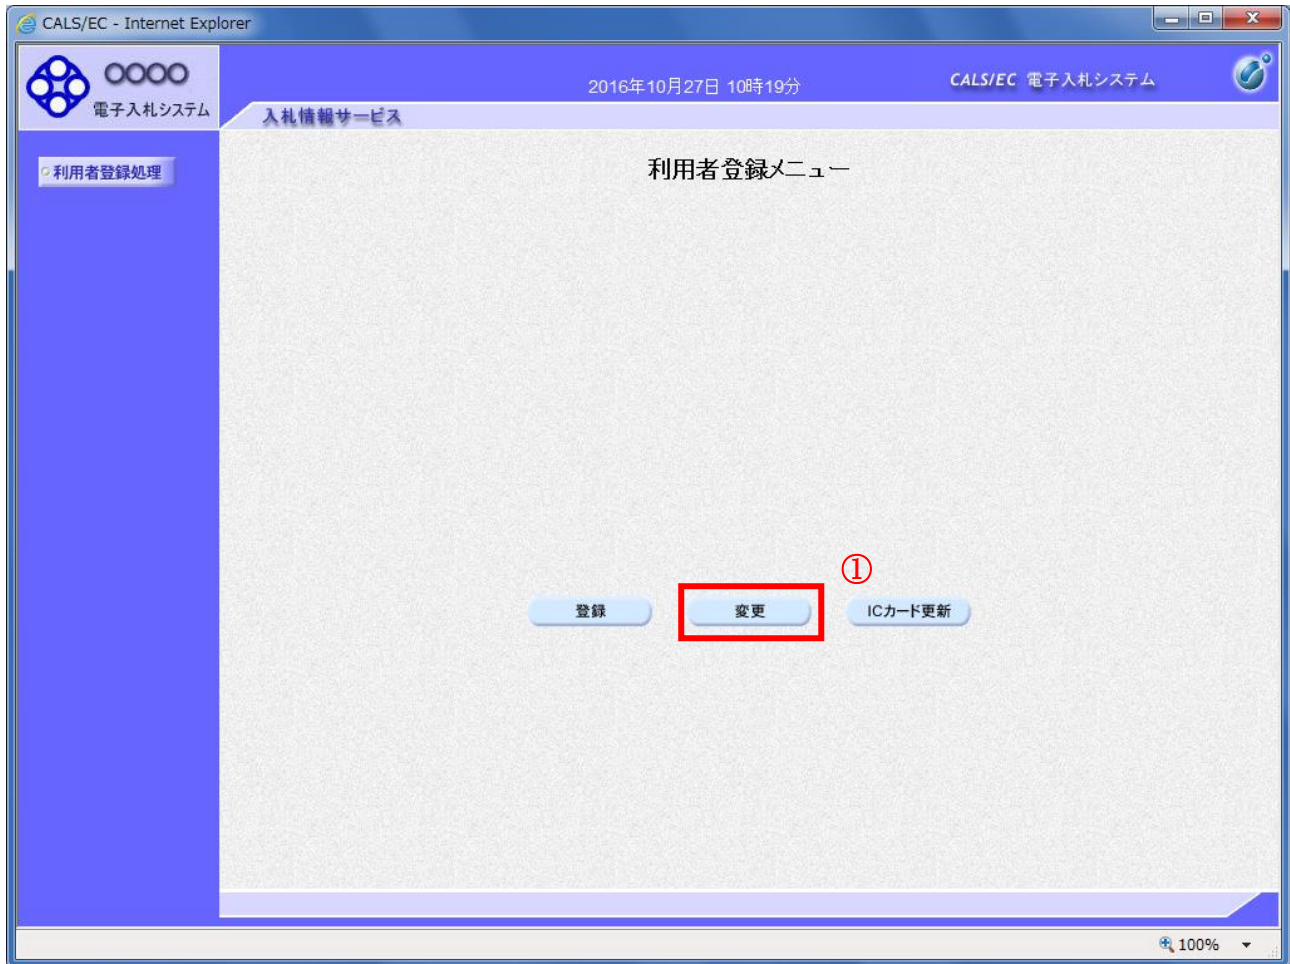 CALS/EC - Internet Explorer
○○○○
電子入札システム
2016年10月27日 10時19分
CALS/EC 電子入札システム
入札情報サービス
利用者登録処理
利用者登録メニュー
①
登録
変更
ICカード更新
100%